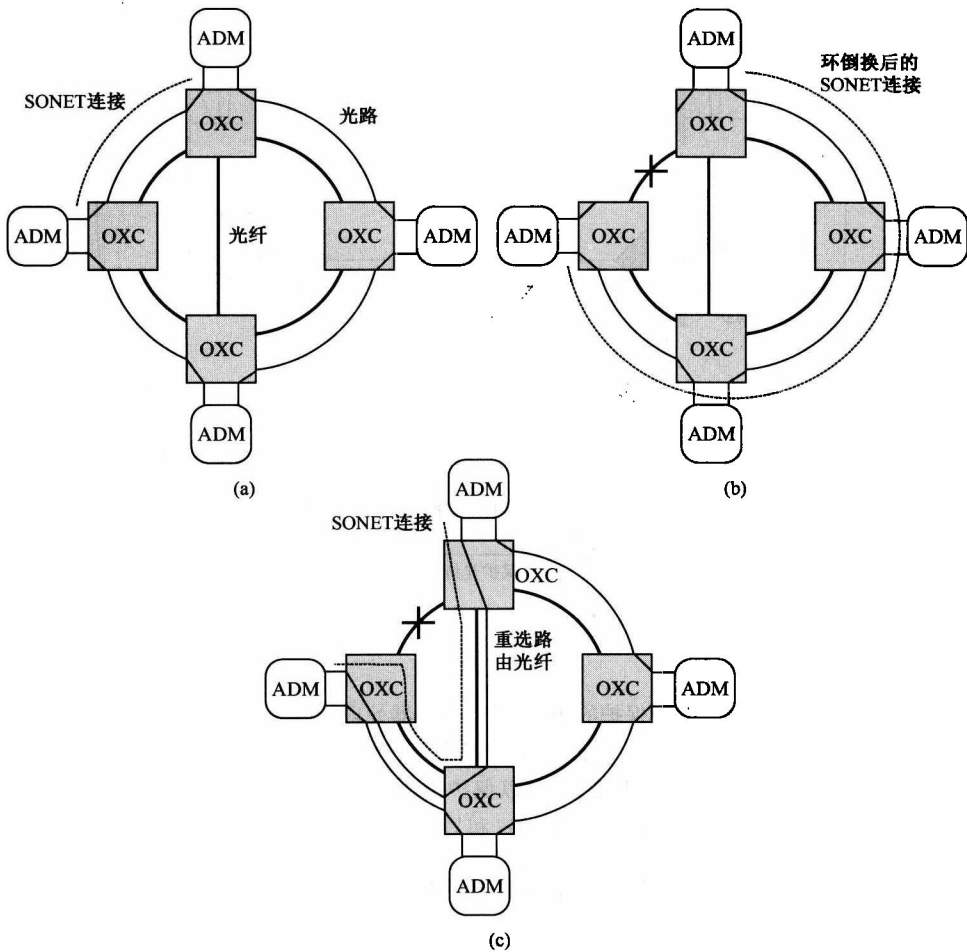 ADM
SONET连接
OXC
光路
ADM
OXC
光纤
OXC
ADM
OXC
ADM
(a)
ADM
环倒换后的
SONET连接
OXC
ADM
OXC
OXC
ADM
OXC
ADM
(b)
ADM
SONET连接
OXC
重选路
由光纤
ADM
OXC
OXC
ADM
OXC
ADM
(c)